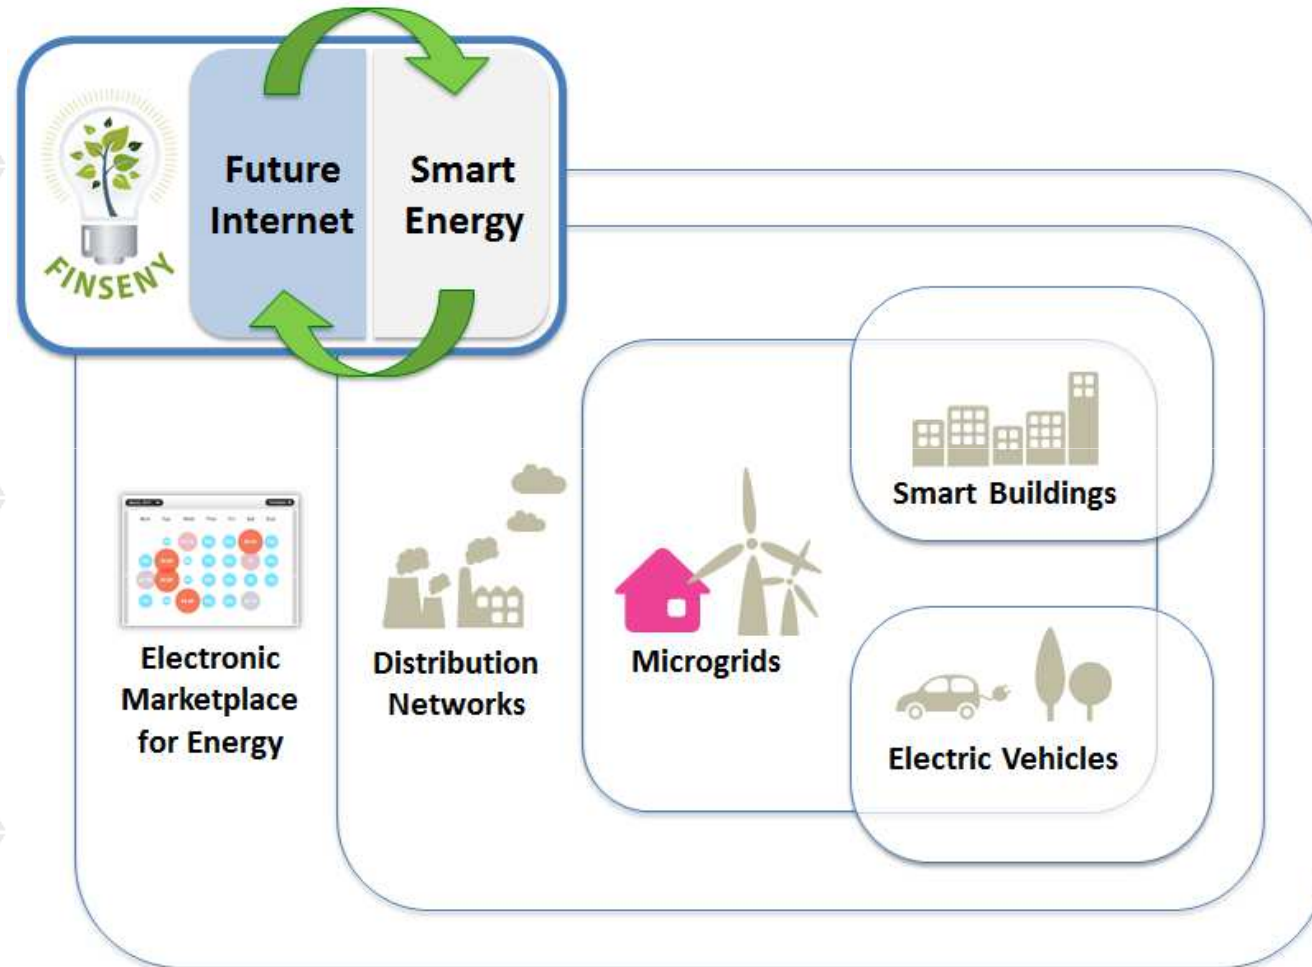 Future
Internet
Smart
Energy
FINSENY
Smart Buildings
Electronic
Marketplace
for Energy
Distribution
Networks
Microgrids
Electric Vehicles